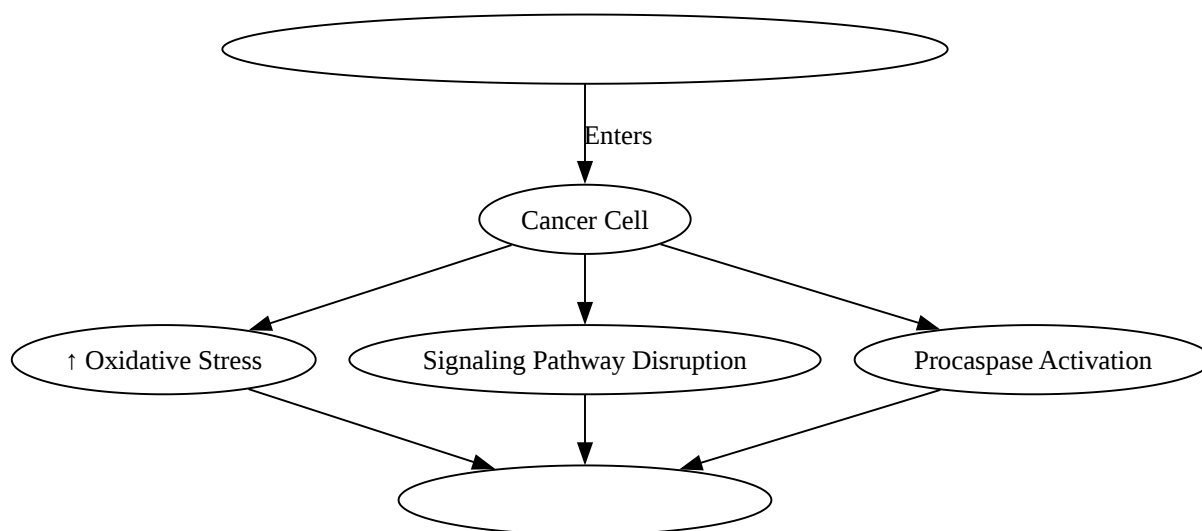 Enters
Cancer Cell
↑ Oxidative Stress
Signaling Pathway Disruption
Procaspase Activation